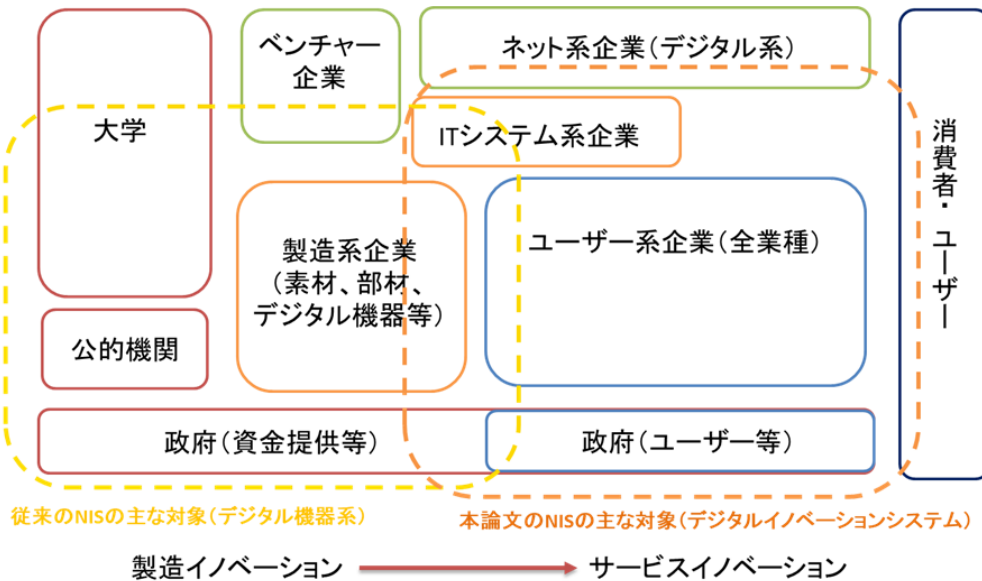 大学
ベンチャー
企業
ネット系企業(デジタル系)
ITシステム系企業
消費者・ユーザー
製造系企業
(素材、部材、
デジタル機器等)
ユーザー系企業(全業種)
公的機関
政府(資金提供等)
政府(ユーザー等)
従来のNISの主な対象(デジタル機器系)
本論文のNISの主な対象(デジタルイノベーションシステム)
製造イノベーション
サービスイノベーション